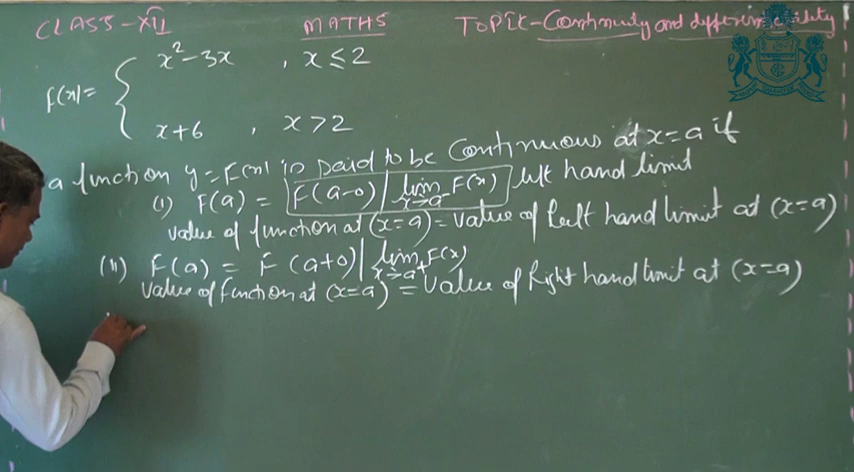 CLASS-XII MATHS TOPIC-Continuity and differentiability
f(x)= { x²-3x , x≤2
x+6 , x>2
a function y=F(x) is said to be Continuous at x=a if
(i) F(a) = F(a-0) | lim x→a⁻ F(x) left hand limit
value of function at (x=a) = value of left hand limit at (x=a)
(ii) F(a) = F(a+0) | lim x→a⁺ F(x)
value of function at (x=a) = value of Right hand limit at (x=a)